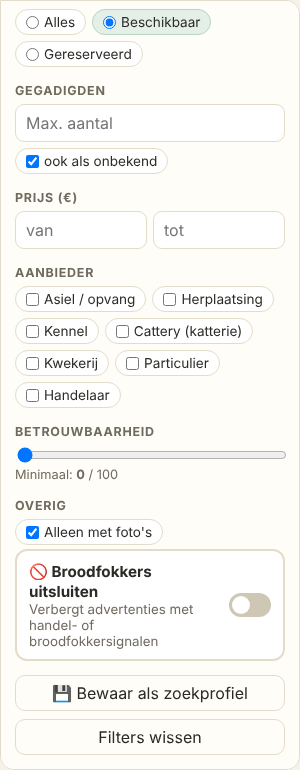 Alles
Beschikbaar
Gereserveerd
GEGADIGDEN
Max. aantal
ook als onbekend
PRIJS (€)
van
tot
AANBIEDER
Asiel / opvang
Herplaatsing
Kennel
Cattery (katterie)
Kwekerij
Particulier
Handelaar
BETROUWBAARHEID
Minimaal: 0 / 100
OVERIG
Alleen met foto's
🚫 Broodfokkers
uitsluiten
Verbergt advertenties met
handel- of
broodfokkersignalen
💾 Bewaar als zoekprofiel
Filters wissen